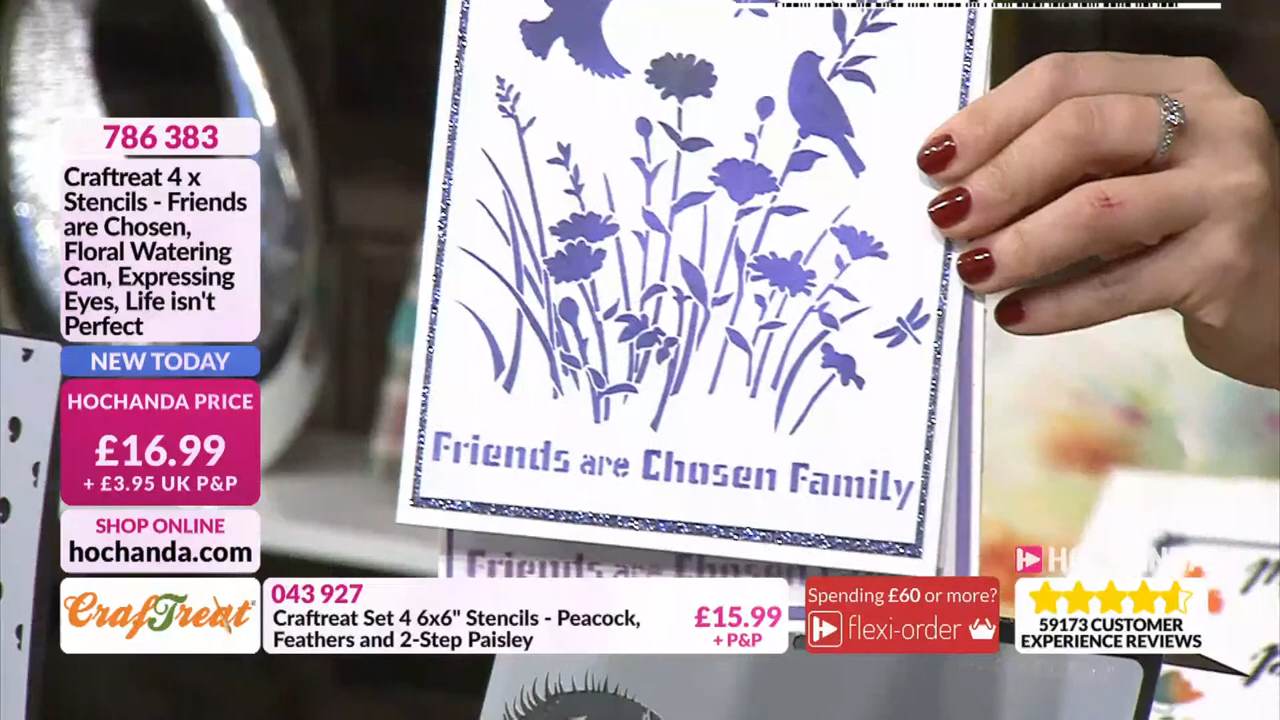 786 383
Craftreat 4 x
Stencils - Friends
are Chosen,
Floral Watering
Can, Expressing
Eyes, Life isn't
Perfect
NEW TODAY
HOCHANDA PRICE
£16.99
+ £3.95 UK P&P
SHOP ONLINE
hochanda.com
Friends are Chosen Family
Friends are Chosen
CrafTreat
043 927
Craftreat Set 4 6x6" Stencils - Peacock,
Feathers and 2-Step Paisley
£15.99
+ P&P
Spending £60 or more?
flexi-order
59173 CUSTOMER
EXPERIENCE REVIEWS